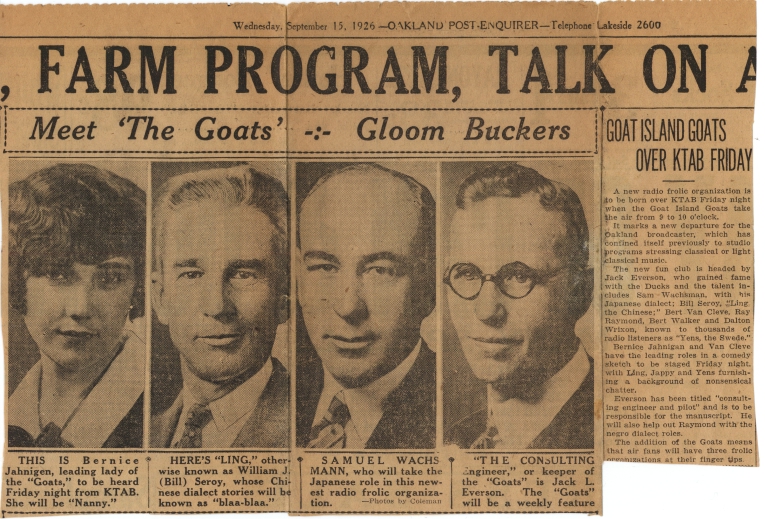 Wednesday, September 15, 1926 —OAKLAND POST-ENQUIRER—Telephone Lakeside 2600
, FARM PROGRAM, TALK ON A
Meet 'The Goats' -:- Gloom Buckers
THIS IS Bernice
Jahnigen, leading lady of
the "Goats," to be heard
Friday night from KTAB.
She will be "Nanny."
HERE'S "LING," other-
wise known as William J.
(Bill) Seroy, whose Chi-
nese dialect stories will be
known as "blaa-blaa."
SAMUEL WACHS
MANN, who will take the
Japanese role in this new-
est radio frolic organiza-
tion. —Photos by Coleman
"THE CONSULTING
Engineer," or keeper of
the "Goats" is Jack L.
Everson. The "Goats"
will be a weekly feature
GOAT ISLAND GOATS
OVER KTAB FRIDAY
A new radio frolic organization is
to be born over KTAB Friday night
when the Goat Island Goats take
the air from 9 to 10 o'clock.
It marks a new departure for the
Oakland broadcaster, which has
confined itself previously to studio
programs stressing classical or light
classical music.
The new fun club is headed by
Jack Everson, who gained fame
with the Ducks and the talent in-
cludes Sam Wachsman, with his
Japanese dialect; Bill Seroy, "Ling
the Chinese;" Bert Van Cleve, Ray
Raymond, Bert Walker and Dalton
Wrixon, known to thousands of
radio listeners as "Yens, the Swede."
Bernice Jahnigan and Van Cleve
have the leading roles in a comedy
sketch to be staged Friday night,
with Ling, Jappy and Yens furnish-
ing a background of nonsensical
chatter.
Everson has been titled "consult-
ing engineer and pilot" and is to be
responsible for the manuscript. He
will also help out Raymond with the
negro dialect roles.
The addition of the Goats means
that air fans will have three frolic
organizations at their finger tips.